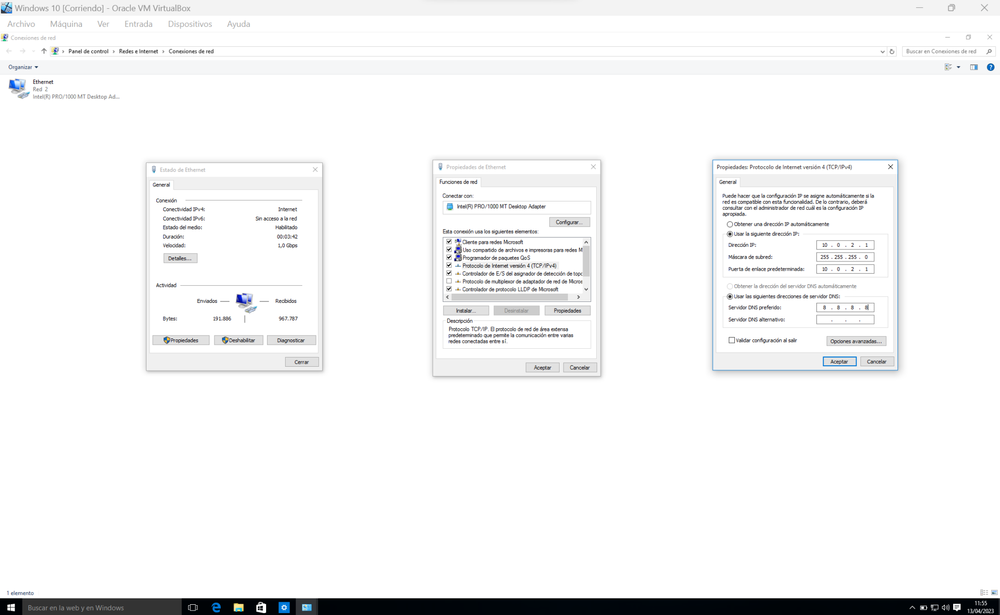 Windows 10 [Corriendo] - Oracle VM VirtualBox
Archivo Máquina Ver Entrada Dispositivos Ayuda
Conexiones de red
Panel de control › Redes e Internet › Conexiones de red
Buscar en Conexiones de red
Organizar
Ethernet
Red 2
Intel(R) PRO/1000 MT Desktop Ad...
Estado de Ethernet
General
Conexión
Conectividad IPv4: Internet
Conectividad IPv6: Sin acceso a la red
Estado del medio: Habilitado
Duración: 00:03:42
Velocidad: 1,0 Gbps
Detalles...
Actividad
Enviados — — Recibidos
Bytes: 191.886 967.787
Propiedades Deshabilitar Diagnosticar
Cerrar
Propiedades de Ethernet
Funciones de red
Conectar con:
Intel(R) PRO/1000 MT Desktop Adapter
Configurar...
Esta conexión usa los siguientes elementos:
Cliente para redes Microsoft
Uso compartido de archivos e impresoras para redes M
Programador de paquetes QoS
Protocolo de Internet versión 4 (TCP/IPv4)
Controlador de E/S del asignador de detección de topo
Protocolo de multiplexor de adaptador de red de Micros
Controlador de protocolo LLDP de Microsoft
Instalar... Desinstalar Propiedades
Descripción
Protocolo TCP/IP. El protocolo de red de área extensa
predeterminado que permite la comunicación entre varias
redes conectadas entre sí.
Aceptar Cancelar
Propiedades: Protocolo de Internet versión 4 (TCP/IPv4)
General
Puede hacer que la configuración IP se asigne automáticamente si la
red es compatible con esta funcionalidad. De lo contrario, deberá
consultar con el administrador de red cuál es la configuración IP
apropiada.
Obtener una dirección IP automáticamente
Usar la siguiente dirección IP:
Dirección IP: 10 . 0 . 2 . 1
Máscara de subred: 255 . 255 . 255 . 0
Puerta de enlace predeterminada: 10 . 0 . 2 . 1
Obtener la dirección del servidor DNS automáticamente
Usar las siguientes direcciones de servidor DNS:
Servidor DNS preferido: 8 . 8 . 8 . 8
Servidor DNS alternativo: . . .
Validar configuración al salir
Opciones avanzadas...
Aceptar Cancelar
1 elemento
Buscar en la web y en Windows
11:55
13/04/2023